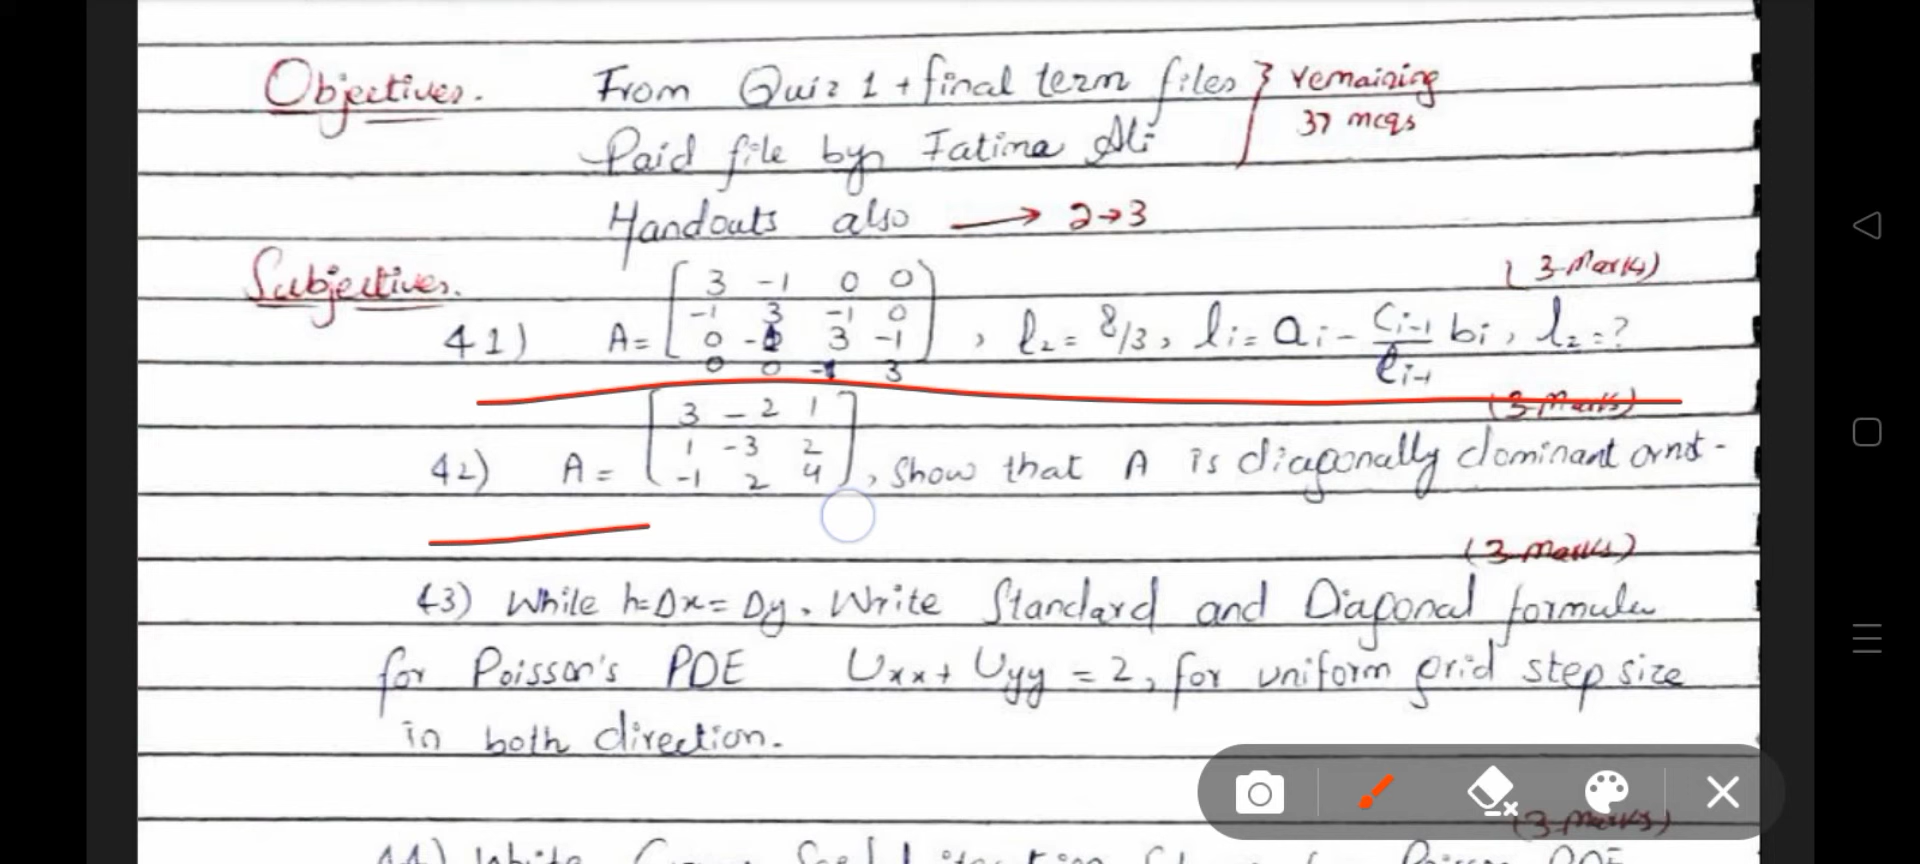 Objectives. From Quiz 1 + final term files } remaining
37 mcqs
Paid file by Fatima Ali
Handouts also → 2→3
Subjectives.
(3 Marks)
3 -1 0 0
-1 3 -1 0
41) A = 0 - 3 -1 , l₂ = 8/3, li = ai - Ci-1/li-1 bi, l₂ = ?
0 0 -1 3
(3 Marks)
3 -2 1
1 -3 2
42) A = -1 2 4 , Show that A is diagonally dominant or not -
(3 marks)
43) While h=Δx=Δy. Write Standard and Diagonal formula
for Poisson's PDE Uxx + Uyy = 2, for uniform grid step size
in both direction.
(3 marks)
44) Write